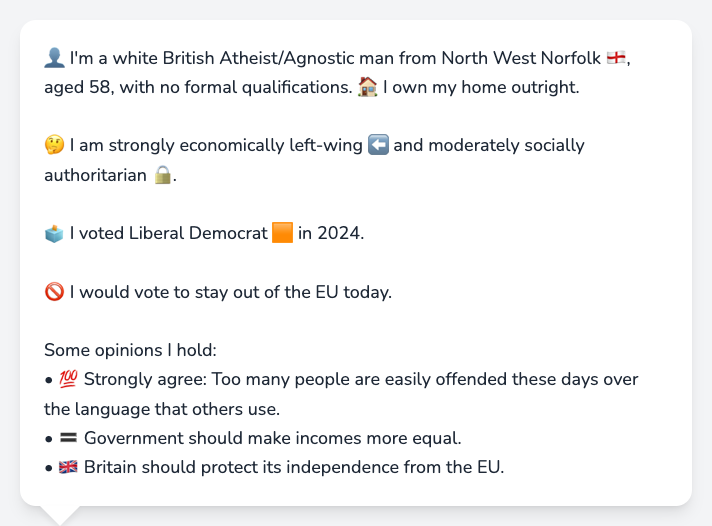 👤 I'm a white British Atheist/Agnostic man from North West Norfolk 🏴󠁧󠁢󠁥󠁮󠁧󠁿,
aged 58, with no formal qualifications. 🏠 I own my home outright.
🤔 I am strongly economically left-wing ⬅️ and moderately socially
authoritarian 🔒.
🗳️ I voted Liberal Democrat 🟧 in 2024.
🚫 I would vote to stay out of the EU today.
Some opinions I hold:
• 💯 Strongly agree: Too many people are easily offended these days over
the language that others use.
• 🟰 Government should make incomes more equal.
• 🇬🇧 Britain should protect its independence from the EU.